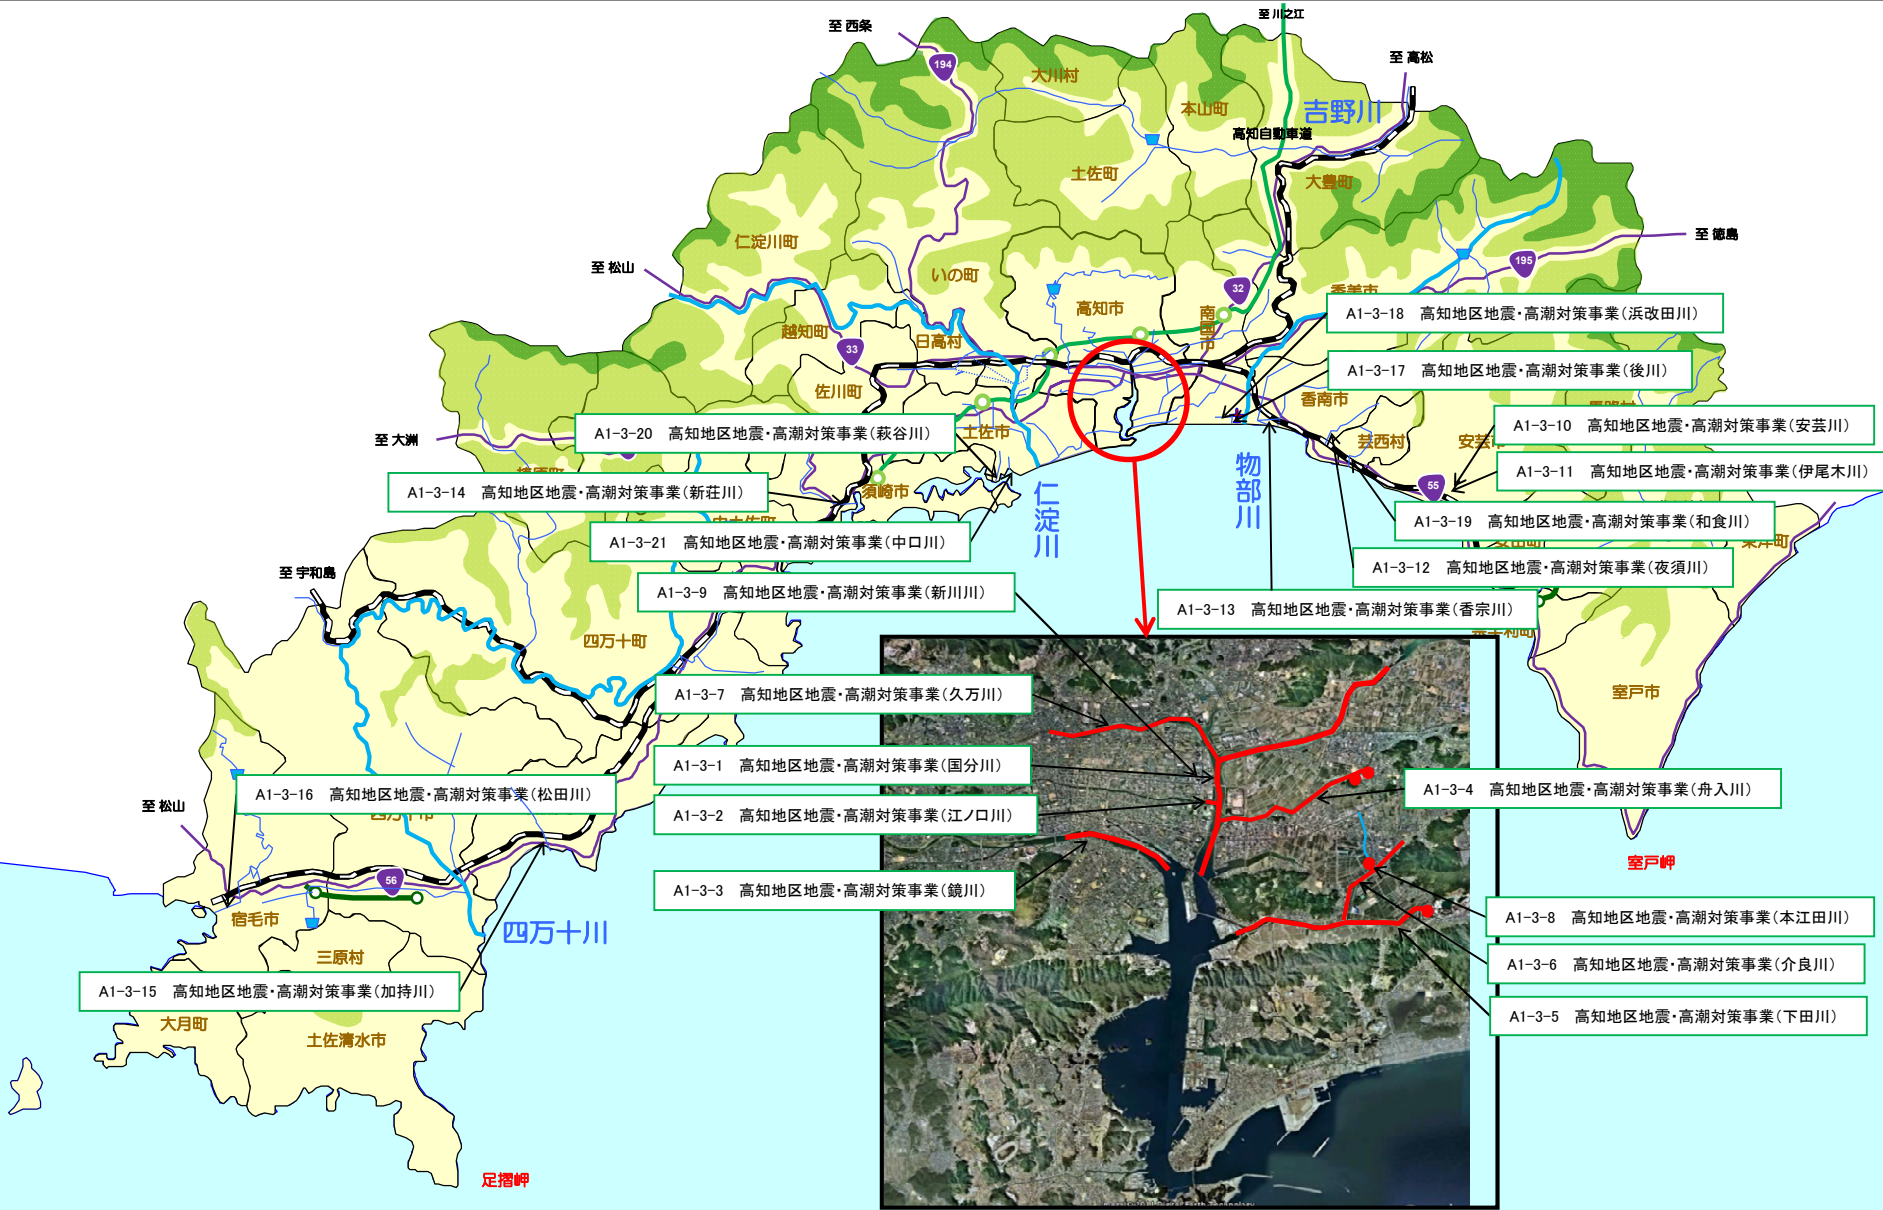 至 川之江
至 西条
至 高松
194
大川村
本山町
吉野川
高知自動車道
土佐町
大豊町
至 徳島
仁淀川町
195
至 松山
いの町
32
香美市
高知市
南国市
A1-3-18　高知地区地震・高潮対策事業（浜改田川）
越知町
日高村
33
A1-3-17　高知地区地震・高潮対策事業（後川）
佐川町
香南市
A1-3-10　高知地区地震・高潮対策事業（安芸川）
A1-3-20　高知地区地震・高潮対策事業（萩谷川）
土佐市
至 大洲
芸西村
安芸市
A1-3-11　高知地区地震・高潮対策事業（伊尾木川）
物部川
55
A1-3-14　高知地区地震・高潮対策事業（新荘川）
須崎市
仁淀川
中土佐町
A1-3-19　高知地区地震・高潮対策事業（和食川）
A1-3-21　高知地区地震・高潮対策事業（中口川）
安田町
東洋町
至 宇和島
A1-3-12　高知地区地震・高潮対策事業（夜須川）
A1-3-9　高知地区地震・高潮対策事業（新川川）
A1-3-13　高知地区地震・高潮対策事業（香宗川）
四万十町
A1-3-7　高知地区地震・高潮対策事業（久万川）
室戸市
A1-3-1　高知地区地震・高潮対策事業（国分川）
A1-3-16　高知地区地震・高潮対策事業（松田川）
A1-3-4　高知地区地震・高潮対策事業（舟入川）
至 松山
四万十市
A1-3-2　高知地区地震・高潮対策事業（江ノ口川）
室戸岬
56
A1-3-3　高知地区地震・高潮対策事業（鏡川）
宿毛市
四万十川
A1-3-8　高知地区地震・高潮対策事業（本江田川）
三原村
A1-3-6　高知地区地震・高潮対策事業（介良川）
A1-3-15　高知地区地震・高潮対策事業（加持川）
A1-3-5　高知地区地震・高潮対策事業（下田川）
大月町
土佐清水市
足摺岬